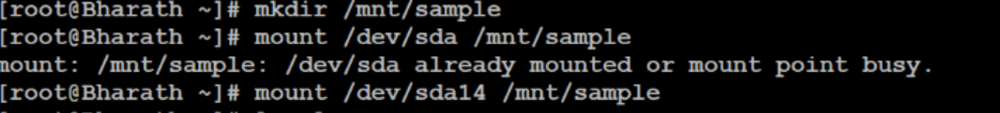 [root@Bharath ~]# mkdir /mnt/sample
[root@Bharath ~]# mount /dev/sda /mnt/sample
mount: /mnt/sample: /dev/sda already mounted or mount point busy.
[root@Bharath ~]# mount /dev/sda14 /mnt/sample